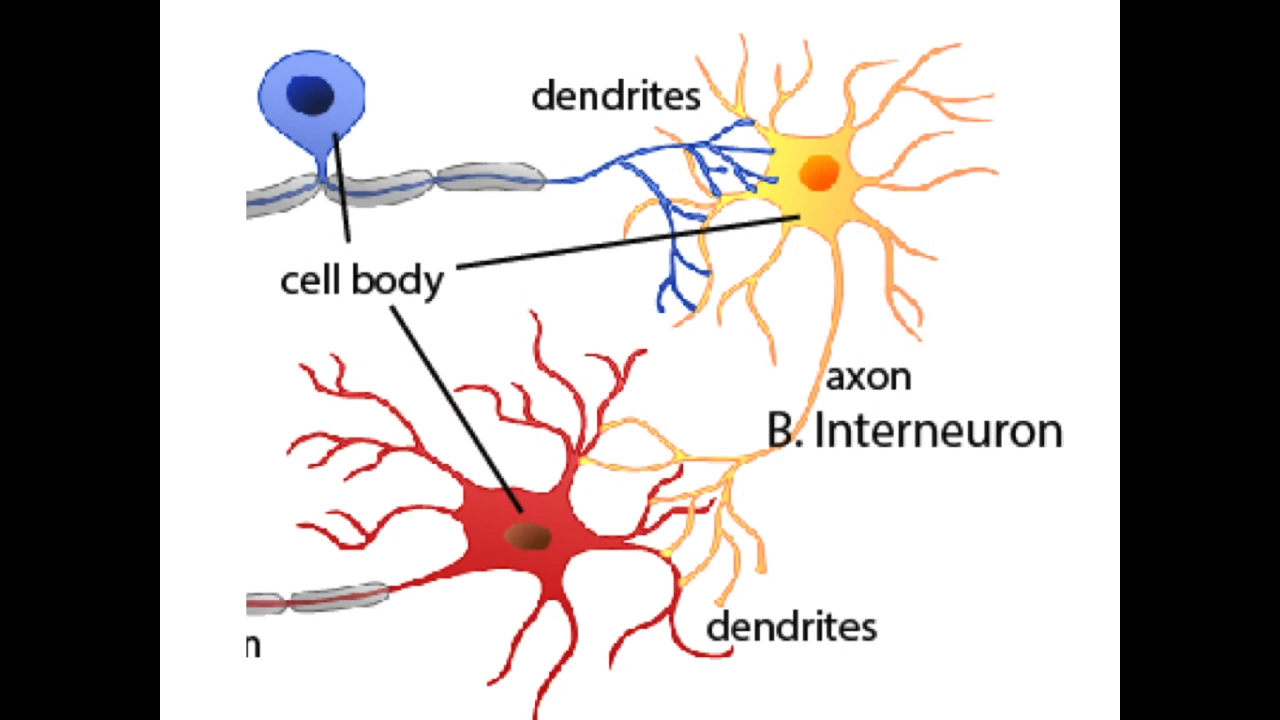 dendrites
cell body
axon
B. Interneuron
dendrites
n